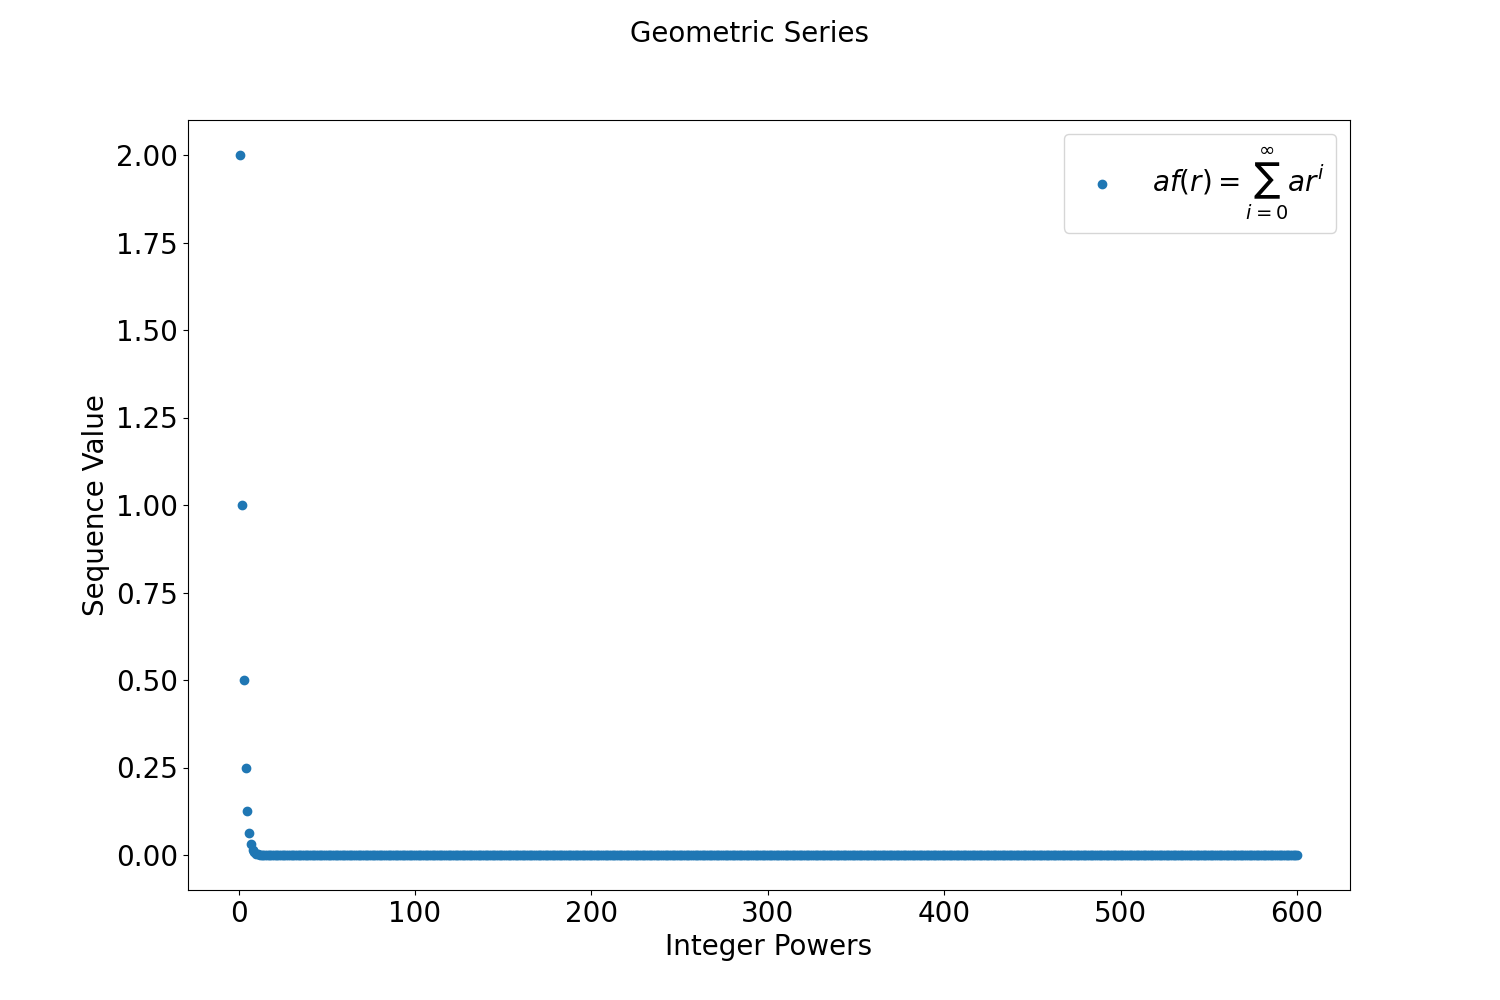 Geometric Series
af(r) = ∑_{i=0}^{∞} ar^i
2.00
1.75
1.50
1.25
1.00
0.75
0.50
0.25
0.00
Sequence Value
0 100 200 300 400 500 600
Integer Powers